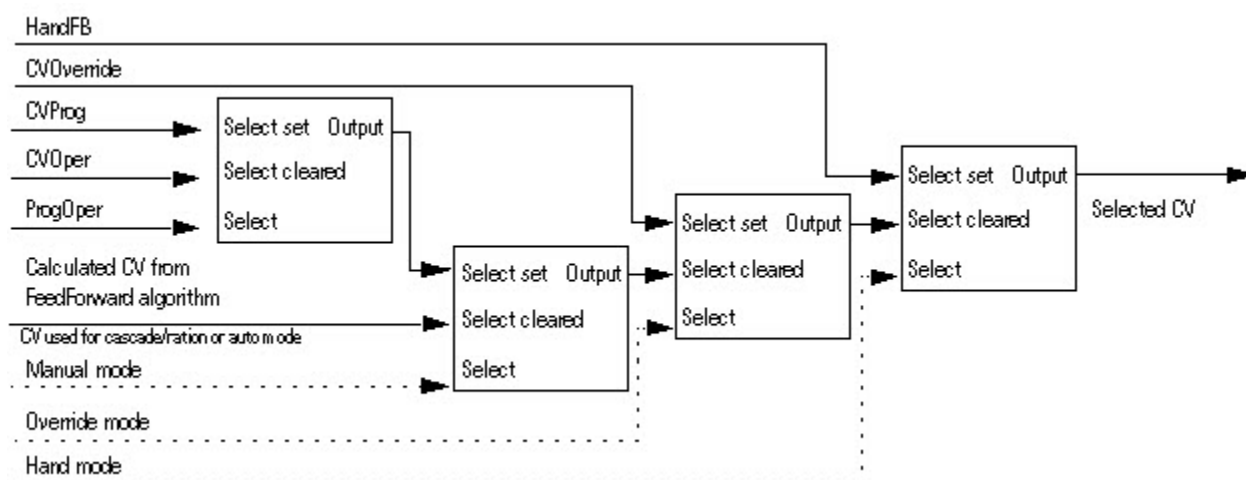 HandFB
CVOverride
CVProg
Select set Output
CVOper
Select cleared
ProgOper
Select
Select set Output
Select cleared
Select
Selected CV
Select set Output
Select cleared
Select
Calculated CV from
FeedForward algorithm
Select set Output
Select cleared
Select
CV used for cascade/ration or auto mode
Manual mode
Override mode
Hand mode